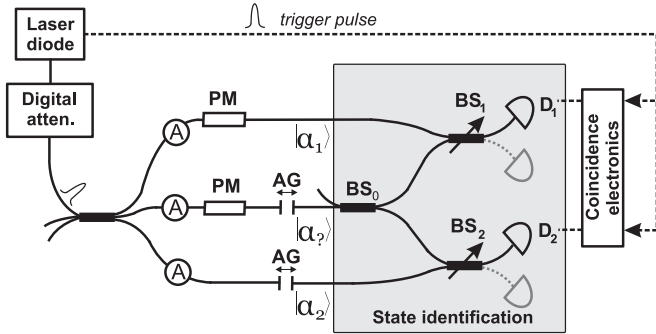 Laser
diode
trigger pulse
Digital
atten.
A
PM
|α₁⟩
BS₁
D₁
A
PM
AG
|α?⟩
BS₀
Coincidence
electronics
A
AG
|α₂⟩
BS₂
D₂
State identification